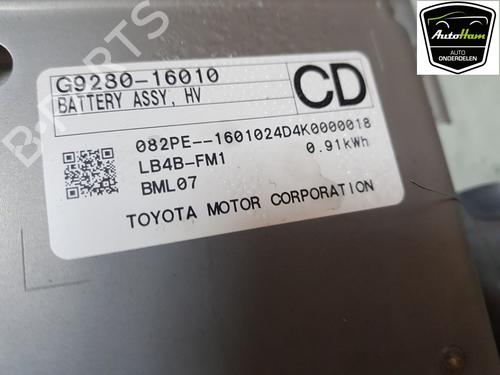 G9280-16010
BATTERY ASSY, HV
CD
082PE--1601024D4K0000018
LB4B-FM1 0.91kWh
BML07
TOYOTA MOTOR CORPORATION
AutoHam
AUTO
ONDERDELEN
B-PARTS